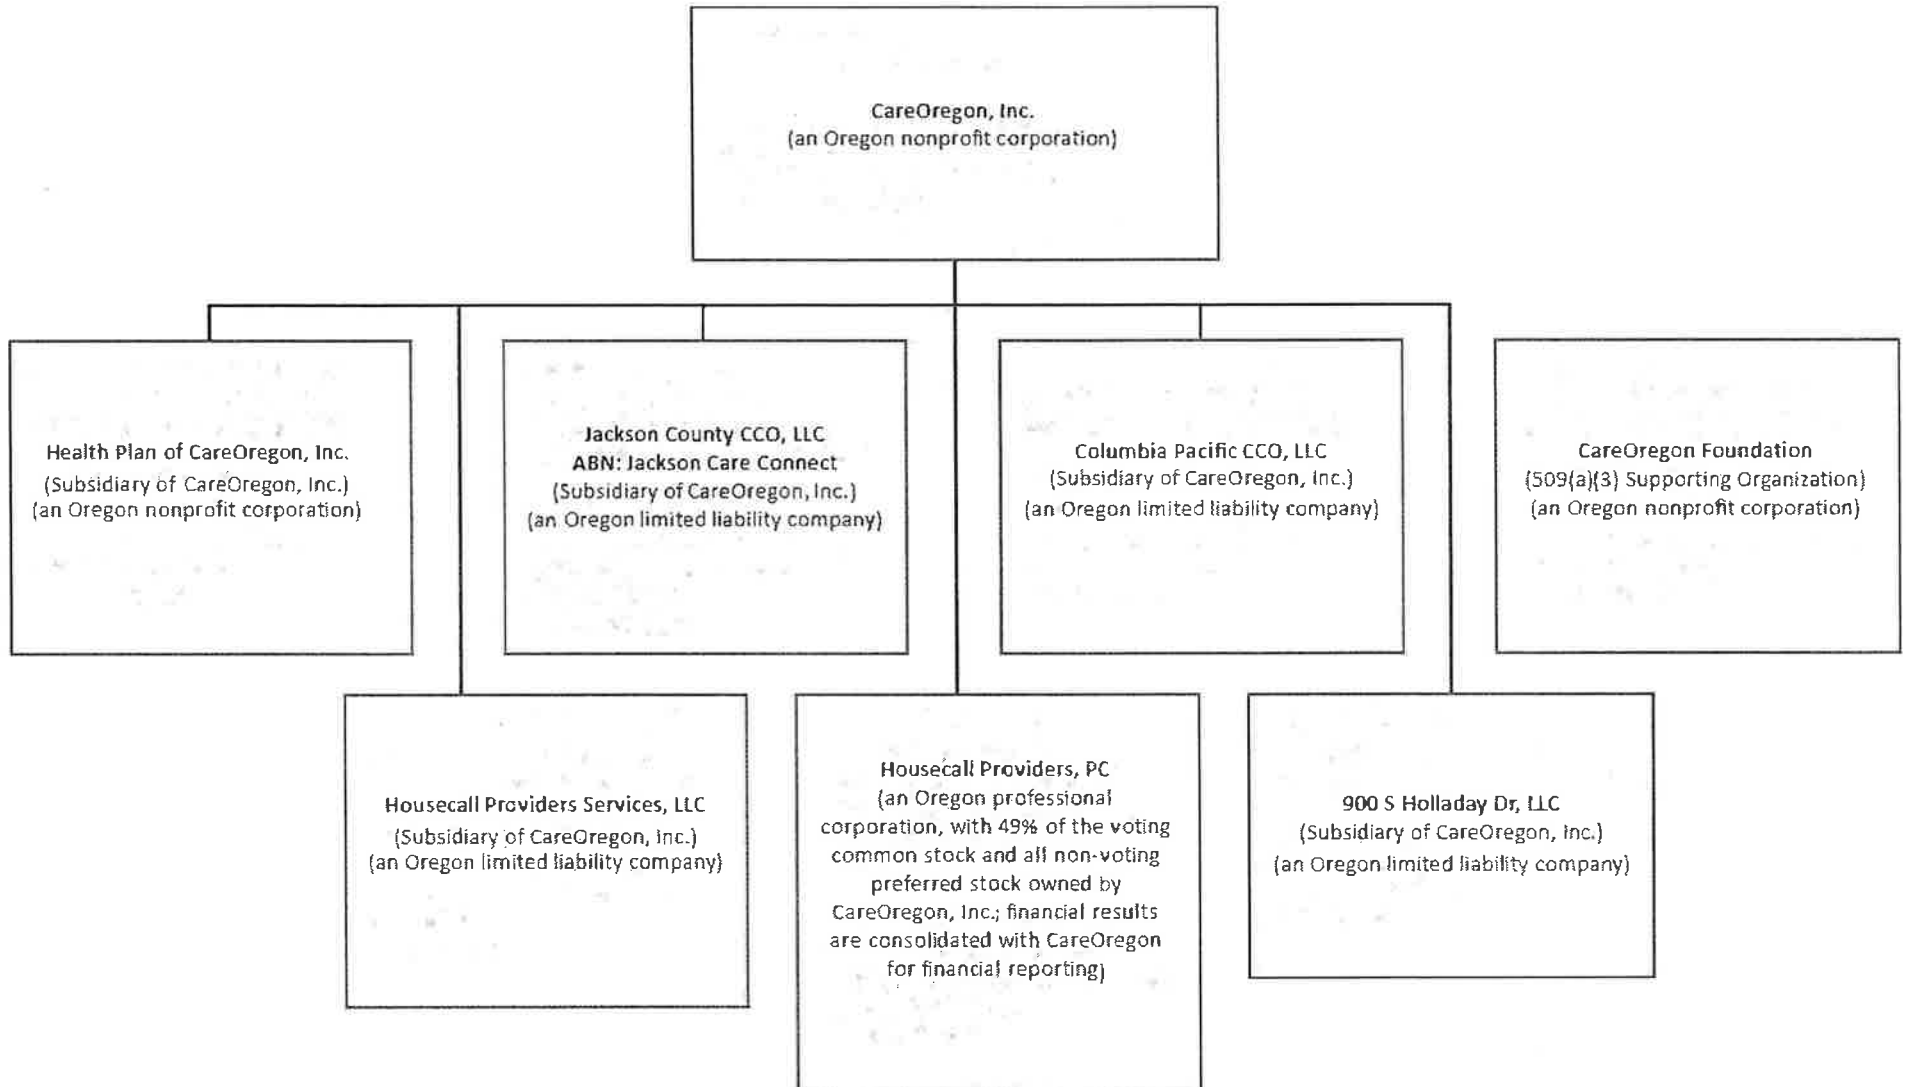 CareOregon, Inc.
(an Oregon nonprofit corporation)
Health Plan of CareOregon, Inc.
(Subsidiary of CareOregon, Inc.)
(an Oregon nonprofit corporation)
Jackson County CCO, LLC
ABN: Jackson Care Connect
(Subsidiary of CareOregon, Inc.)
(an Oregon limited liability company)
Columbia Pacific CCO, LLC
(Subsidiary of CareOregon, Inc.)
(an Oregon limited liability company)
CareOregon Foundation
(509(a)(3) Supporting Organization)
(an Oregon nonprofit corporation)
Housecall Providers Services, LLC
(Subsidiary of CareOregon, Inc.)
(an Oregon limited liability company)
Housecall Providers, PC
(an Oregon professional
corporation, with 49% of the voting
common stock and all non-voting
preferred stock owned by
CareOregon, Inc.; financial results
are consolidated with CareOregon
for financial reporting)
900 S Holladay Dr, LLC
(Subsidiary of CareOregon, Inc.)
(an Oregon limited liability company)